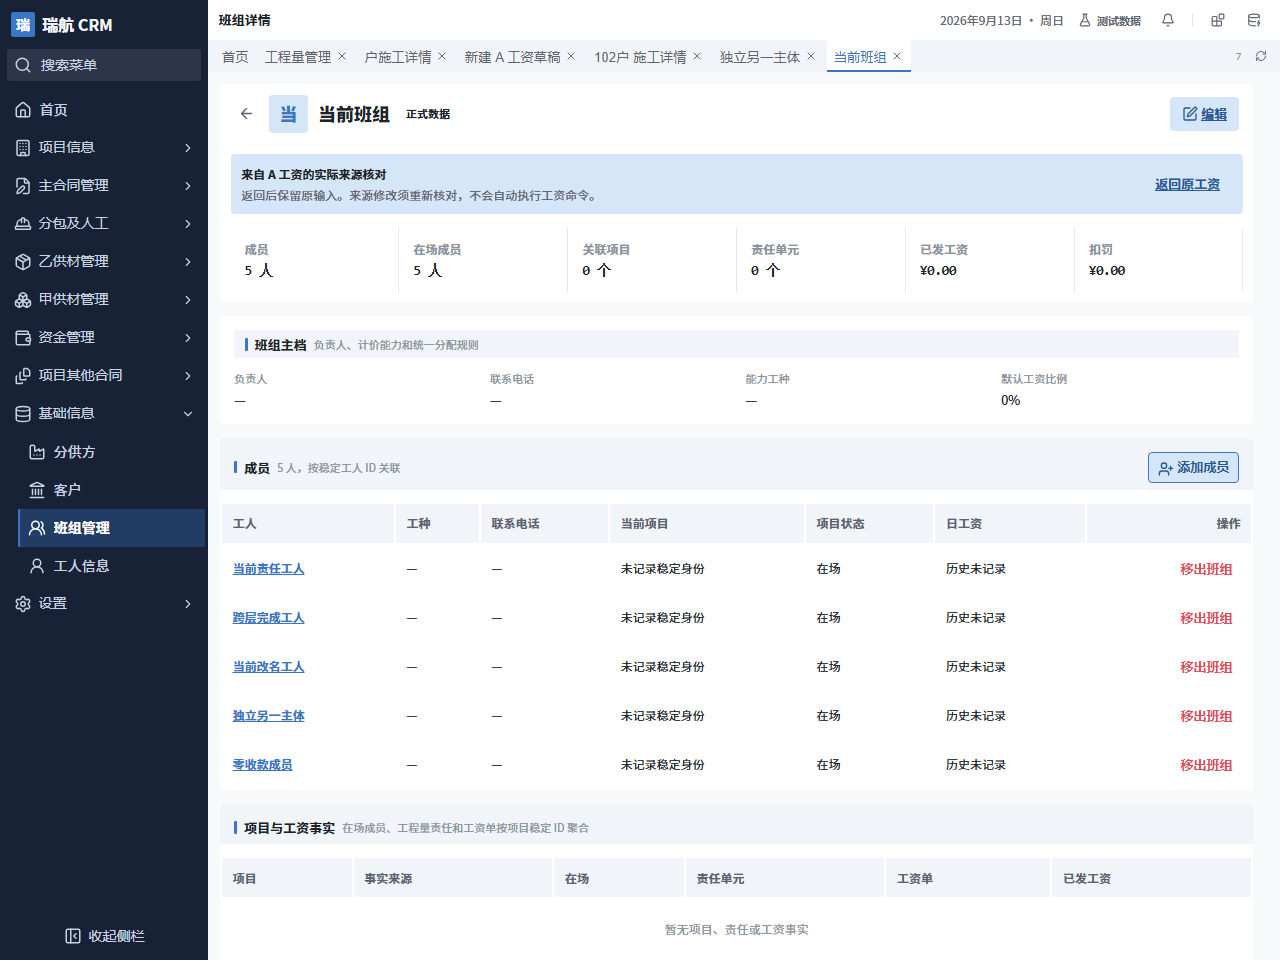 瑞 瑞航 CRM
搜索菜单
首页
项目信息
主合同管理
分包及人工
乙供材管理
甲供材管理
资金管理
项目其他合同
基础信息
分供方
客户
班组管理
工人信息
设置
收起侧栏
班组详情
2026年9月13日 • 周日 测试数据
首页 工程量管理 户施工详情 新建 A 工资草稿 102户 施工详情 独立另一主体 当前班组 7
当 当前班组 正式数据 编辑
来自 A 工资的实际来源核对
返回后保留原输入。来源修改须重新核对，不会自动执行工资命令。
返回原工资
成员 在场成员 关联项目 责任单元 已发工资 扣罚
5 人 5 人 0 个 0 个 ¥0.00 ¥0.00
班组主档 负责人、计价能力和统一分配规则
负责人 联系电话 能力工种 默认工资比例
— — — 0%
成员 5 人，按稳定工人 ID 关联 添加成员
工人 工种 联系电话 当前项目 项目状态 日工资 操作
当前责任工人 — — 未记录稳定身份 在场 历史未记录 移出班组
跨层完成工人 — — 未记录稳定身份 在场 历史未记录 移出班组
当前改名工人 — — 未记录稳定身份 在场 历史未记录 移出班组
独立另一主体 — — 未记录稳定身份 在场 历史未记录 移出班组
零收款成员 — — 未记录稳定身份 在场 历史未记录 移出班组
项目与工资事实 在场成员、工程量责任和工资单按项目稳定 ID 聚合
项目 事实来源 在场 责任单元 工资单 已发工资
暂无项目、责任或工资事实